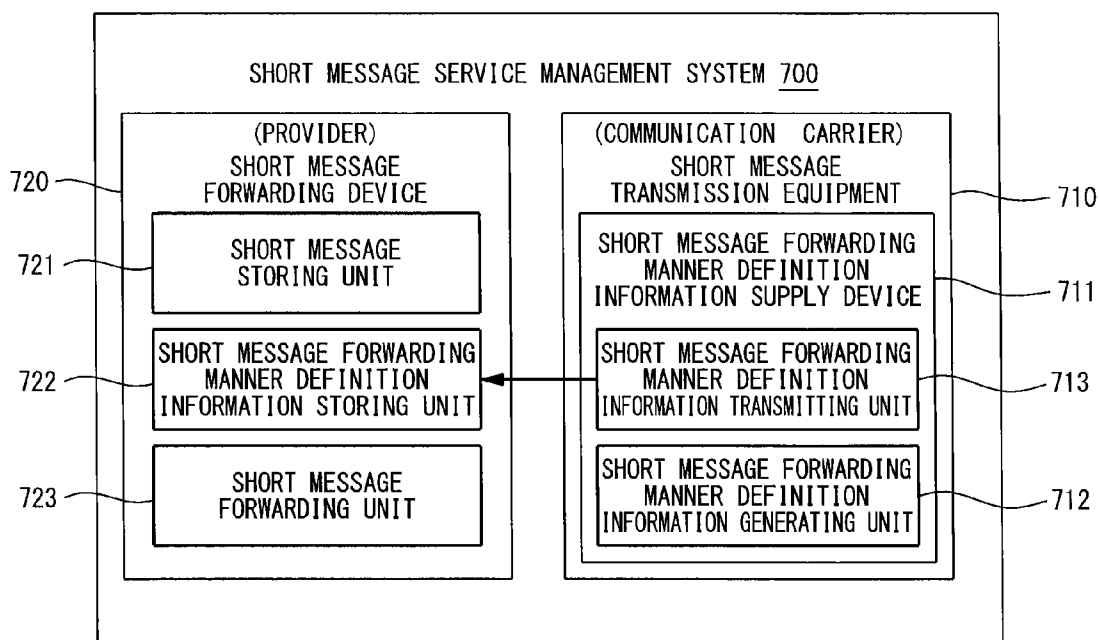 SHORT MESSAGE SERVICE MANAGEMENT SYSTEM 700
(PROVIDER)
SHORT MESSAGE
FORWARDING DEVICE
720
SHORT MESSAGE
STORING UNIT
721
SHORT MESSAGE FORWARDING
MANNER DEFINITION
INFORMATION STORING UNIT
722
SHORT MESSAGE
FORWARDING UNIT
723
(COMMUNICATION CARRIER)
SHORT MESSAGE
TRANSMISSION EQUIPMENT
710
SHORT MESSAGE FORWARDING
MANNER DEFINITION
INFORMATION SUPPLY DEVICE
711
SHORT MESSAGE FORWARDING
MANNER DEFINITION
INFORMATION TRANSMITTING UNIT
713
SHORT MESSAGE FORWARDING
MANNER DEFINITION
INFORMATION GENERATING UNIT
712